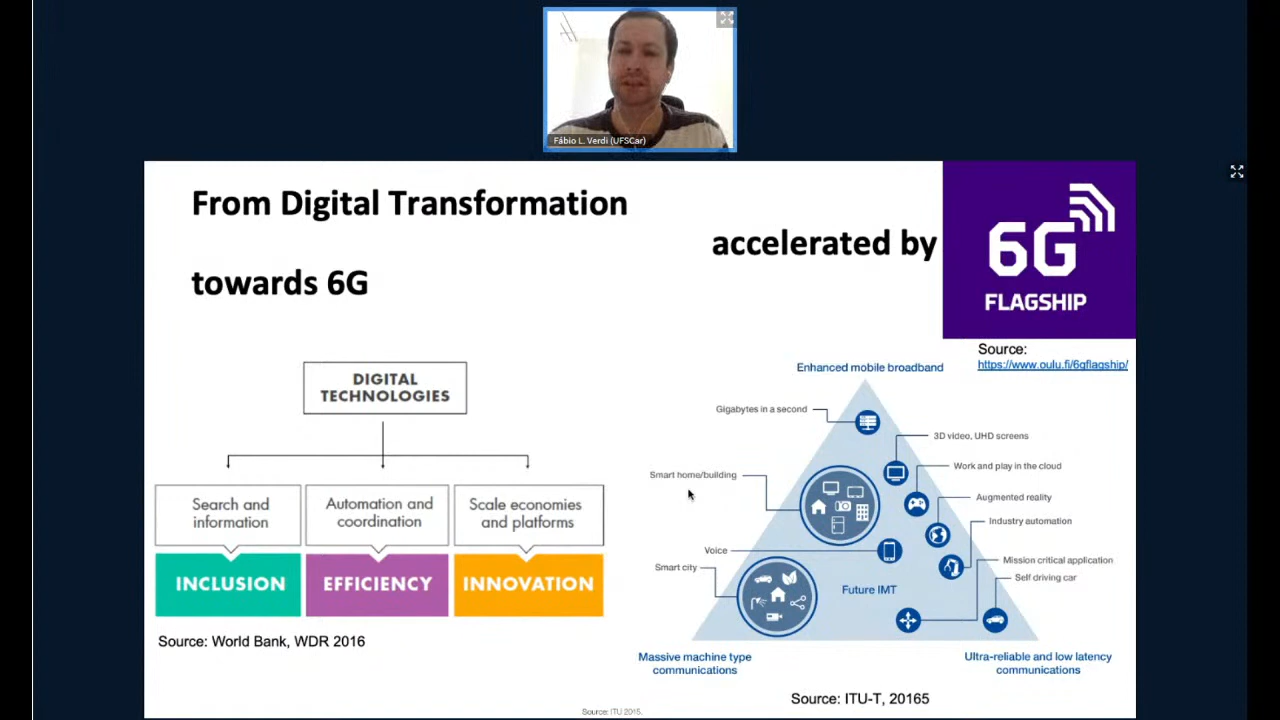 Fábio L. Verdi (UFSCar)
From Digital Transformation
accelerated by
towards 6G
6G
FLAGSHIP
Source:
https://www.oulu.fi/6gflagship/
DIGITAL
TECHNOLOGIES
Search and
information
Automation and
coordination
Scale economies
and platforms
INCLUSION
EFFICIENCY
INNOVATION
Source: World Bank, WDR 2016
Enhanced mobile broadband
Gigabytes in a second
3D video, UHD screens
Work and play in the cloud
Smart home/building
Augmented reality
Industry automation
Voice
Mission critical application
Smart city
Self driving car
Future IMT
Massive machine type
communications
Ultra-reliable and low latency
communications
Source: ITU-T, 20165
Source: ITU 2015.